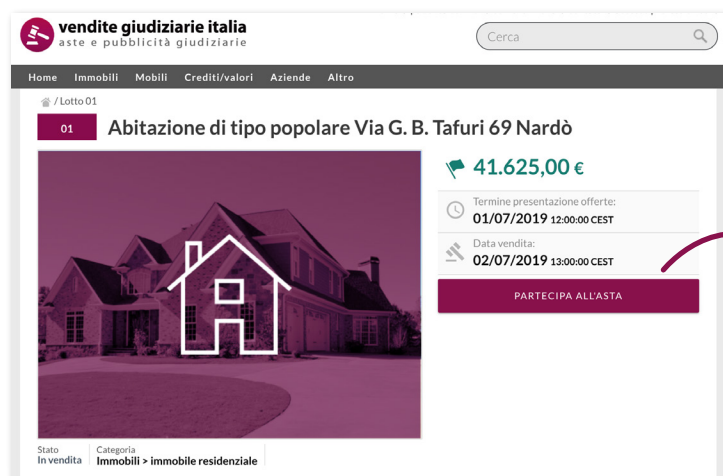 vendite giudiziarie italia
aste e pubblicità giudiziarie
Cerca
Home Immobili Mobili Crediti/valori Aziende Altro
/ Lotto 01
01 Abitazione di tipo popolare Via G. B. Tafuri 69 Nardò
41.625,00 €
Termine presentazione offerte:
01/07/2019 12:00:00 CEST
Data vendita:
02/07/2019 13:00:00 CEST
PARTECIPA ALL'ASTA
Stato Categoria
In vendita Immobili > immobile residenziale